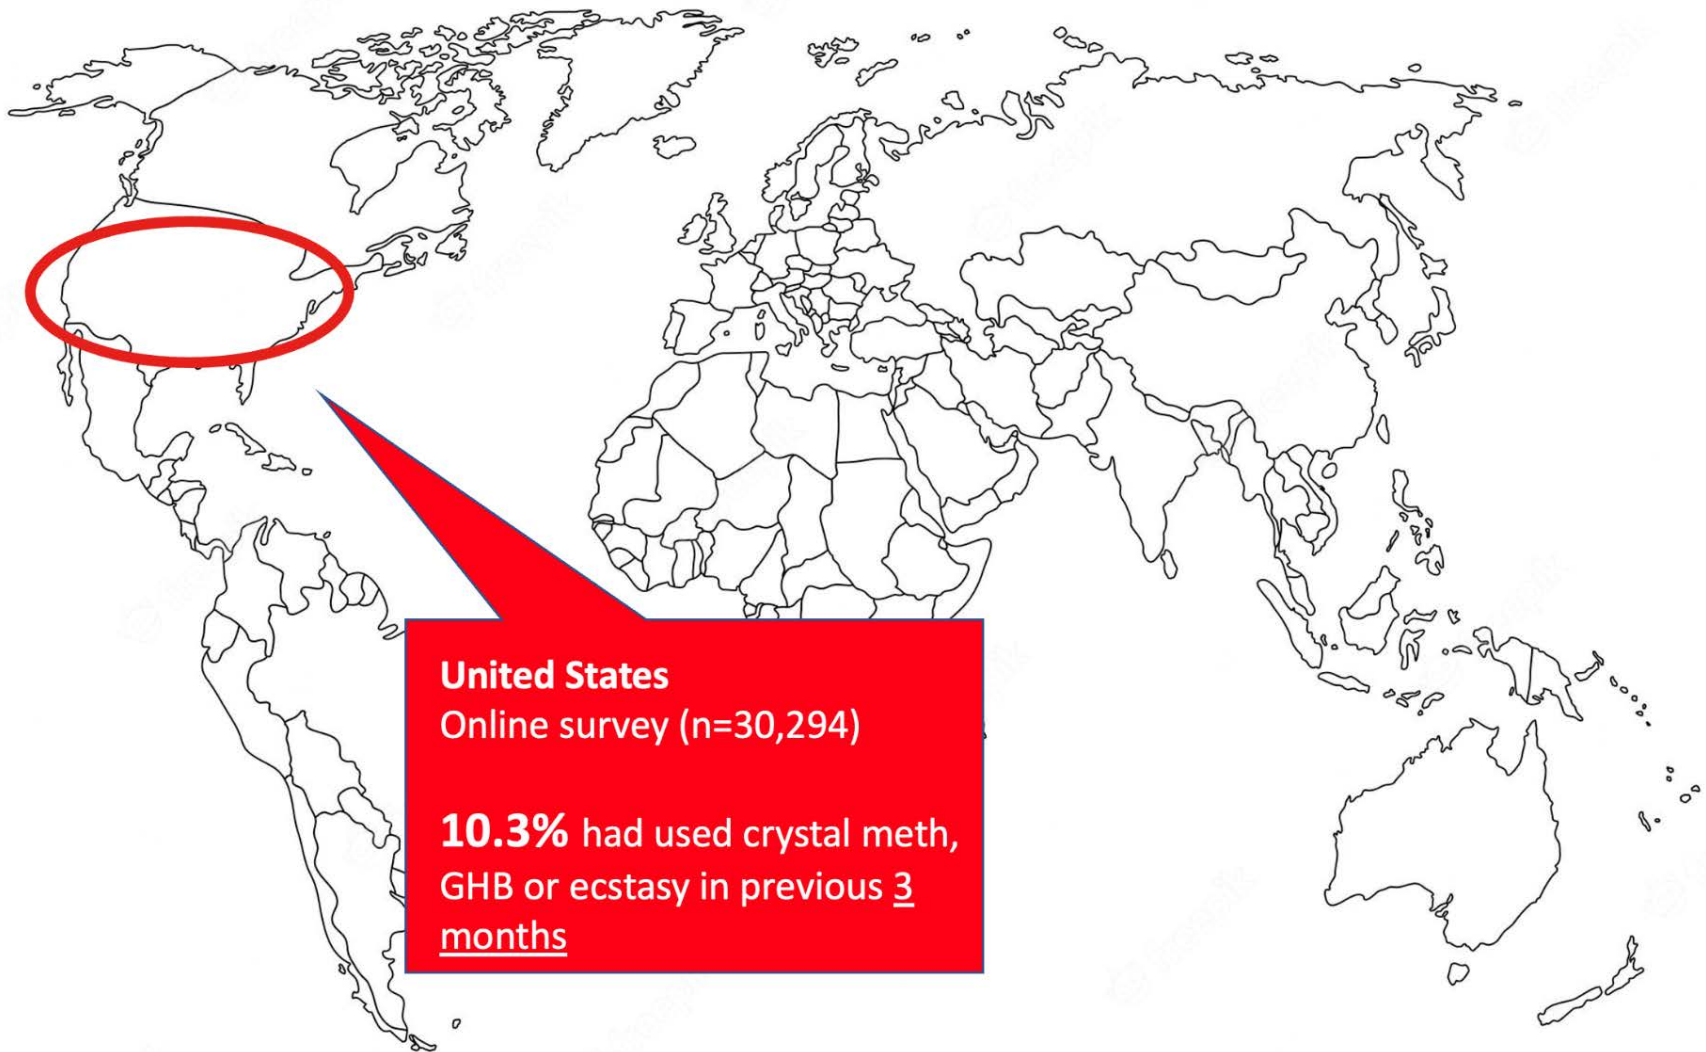 United States
Online survey (n=30,294)
10.3% had used crystal meth,
GHB or ecstasy in previous 3
months